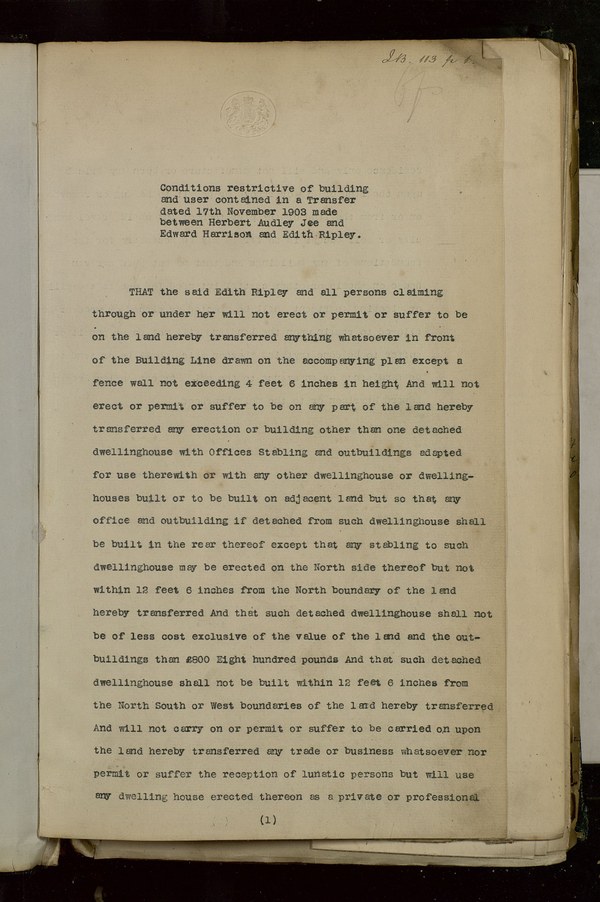 Conditions restrictive of building
and user contained in a Transfer
dated 17th November 1903 made
between Herbert Audley Jee and
Edward Harrison and Edith Ripley.
THAT the said Edith Ripley and all persons claiming
through or under her will not erect or permit or suffer to be
on the land hereby transferred anything whatsoever in front
of the Building Line drawn on the accompanying plan except a
fence wall not exceeding 4 feet 6 inches in height And will not
erect or permit or suffer to be on any part of the land hereby
transferred any erection or building other than one detached
dwellinghouse with Offices Stabling and outbuildings adapted
for use therewith or with any other dwellinghouse or dwelling-
houses built or to be built on adjacent land but so that any
office and outbuilding if detached from such dwellinghouse shall
be built in the rear thereof except that any stabling to such
dwellinghouse may be erected on the North side thereof but not
within 12 feet 6 inches from the North boundary of the land
hereby transferred And that such detached dwellinghouse shall not
be of less cost exclusive of the value of the land and the out-
buildings than £800 Eight hundred pounds And that such detached
dwellinghouse shall not be built within 12 feet 6 inches from
the North South or West boundaries of the land hereby transferred
And will not carry on or permit or suffer to be carried on upon
the land hereby transferred any trade or business whatsoever nor
permit or suffer the reception of lunatic persons but will use
any dwelling house erected thereon as a private or professional
(1)